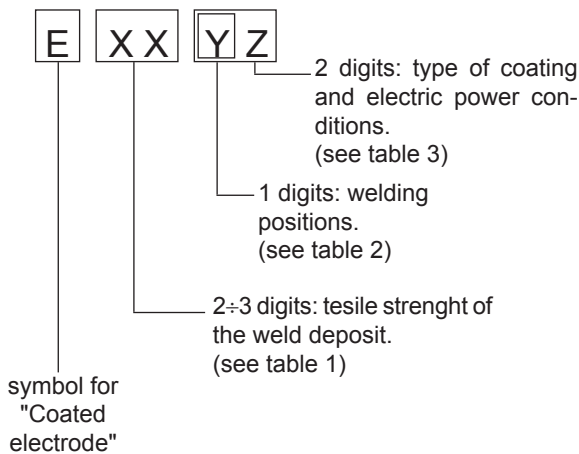 E XX YZ
2 digits: type of coating
and electric power con-
ditions.
(see table 3)
1 digits: welding
positions.
(see table 2)
2÷3 digits: tesile strenght of
the weld deposit.
(see table 1)
symbol for
"Coated
electrode"